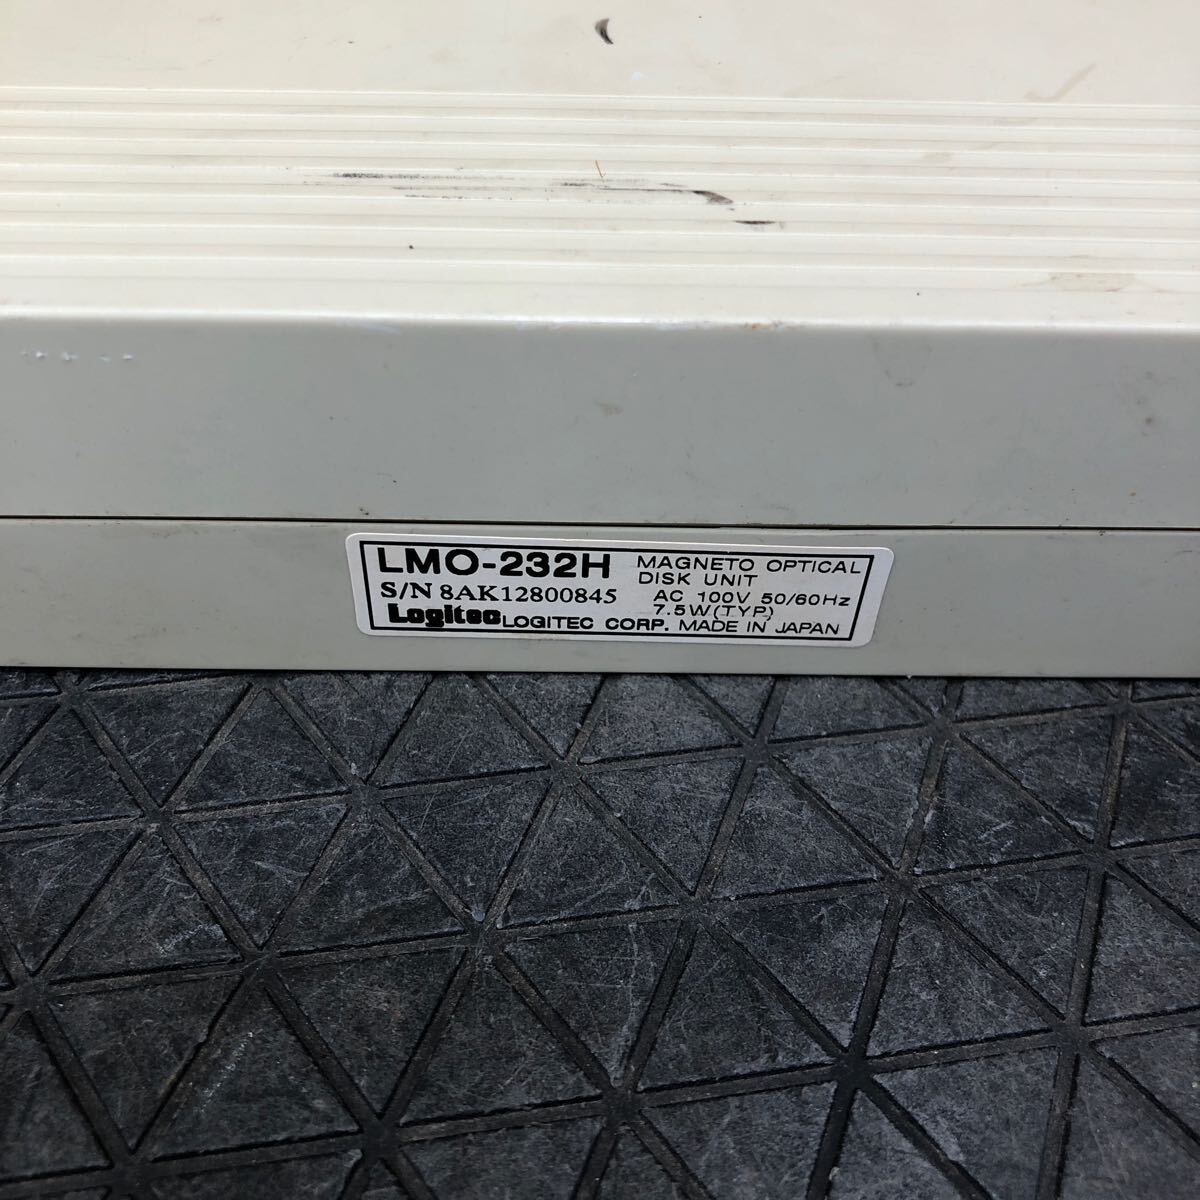 LMO-232H
MAGNETO OPTICAL
DISK UNIT
S/N 8AK12800845
AC 100V 50/60Hz
7.5W(TYP)
Logitec LOGITEC CORP. MADE IN JAPAN